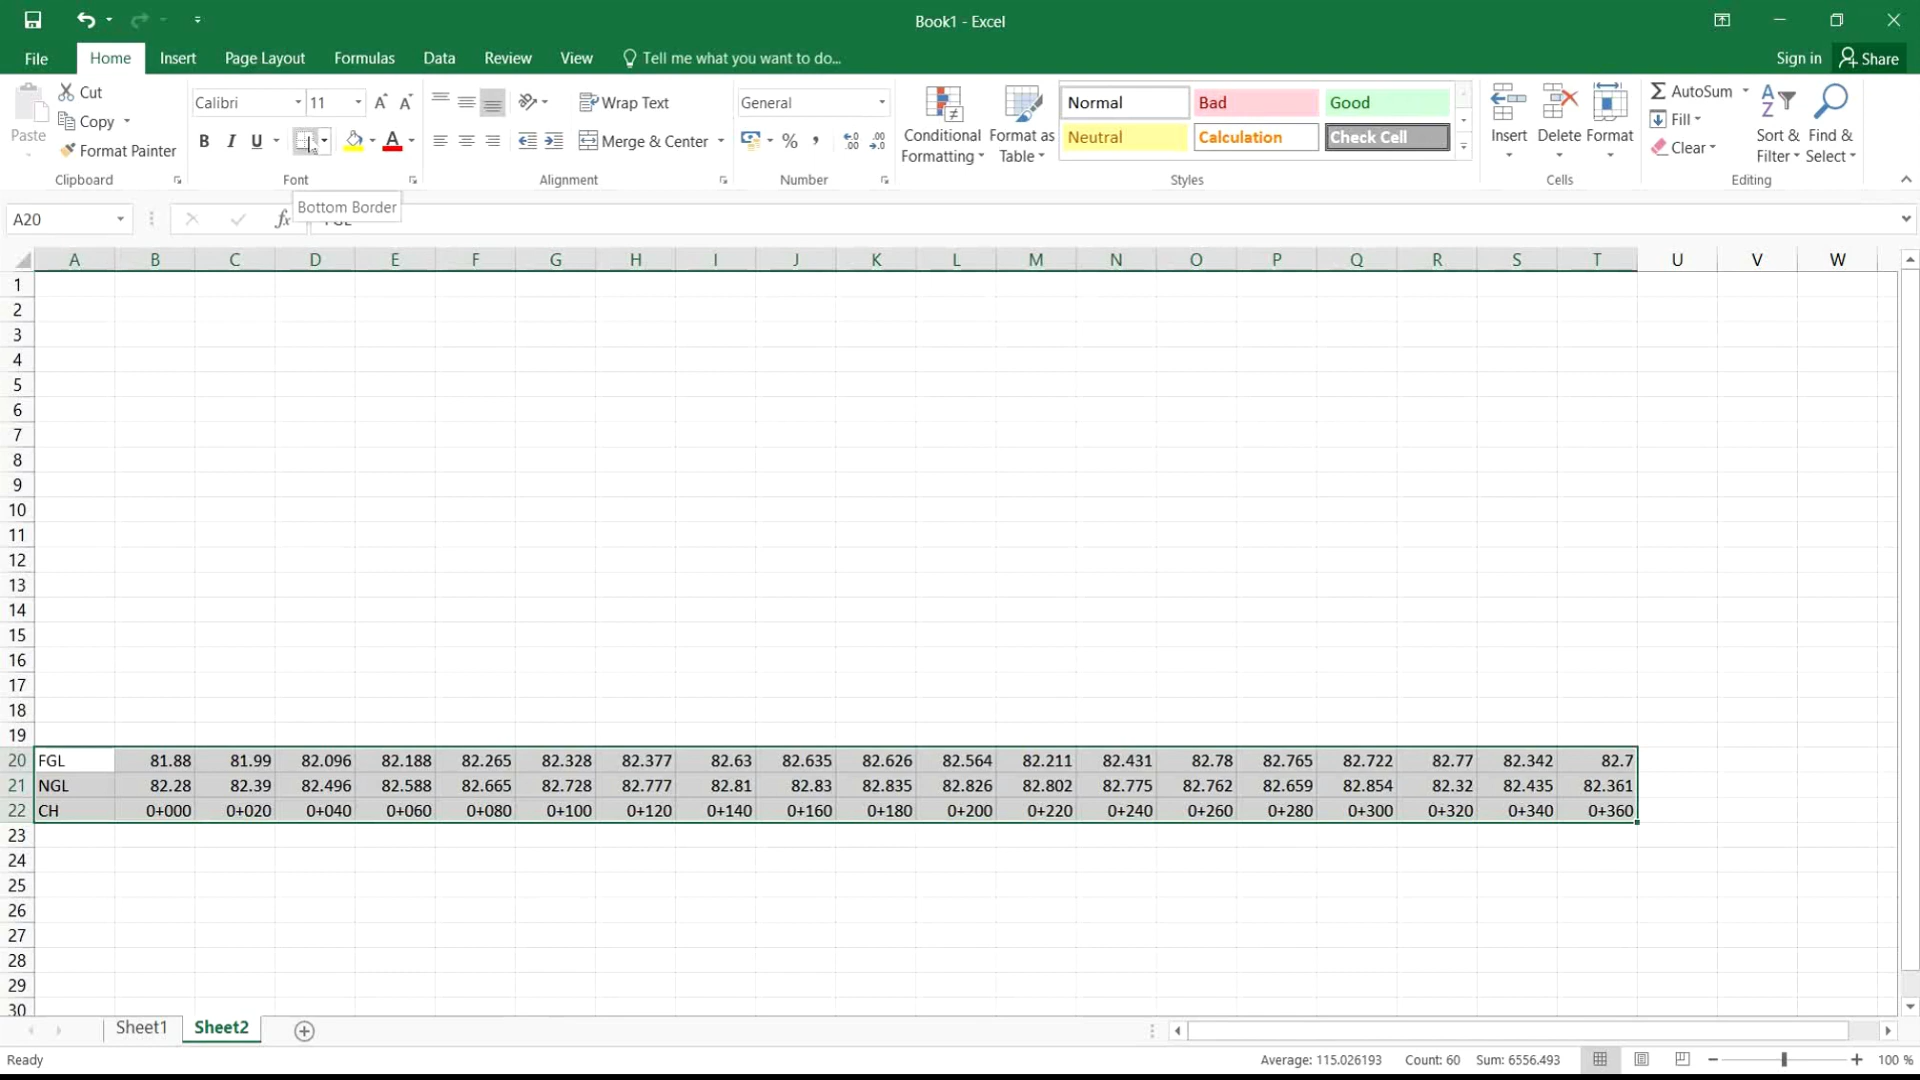 Book1 - Excel
File Home Insert Page Layout Formulas Data Review View Tell me what you want to do... Sign in Share
Paste
Cut
Copy
Format Painter
Clipboard
Calibri 11
B I U
Font
Wrap Text
Merge & Center
Alignment
General
Number
Conditional Formatting
Format as Table
Normal Bad Good
Neutral Calculation Check Cell
Styles
Insert Delete Format
Cells
AutoSum
Fill
Clear
Sort & Filter
Find & Select
Editing
A20 fx
Bottom Border
A B C D E F G H I J K L M N O P Q R S T U V W
1
2
3
4
5
6
7
8
9
10
11
12
13
14
15
16
17
18
19
20 FGL 81.88 81.99 82.096 82.188 82.265 82.328 82.377 82.63 82.635 82.626 82.564 82.211 82.431 82.78 82.765 82.722 82.77 82.342 82.7
21 NGL 82.28 82.39 82.496 82.588 82.665 82.728 82.777 82.81 82.83 82.835 82.826 82.802 82.775 82.762 82.659 82.854 82.32 82.435 82.361
22 CH 0+000 0+020 0+040 0+060 0+080 0+100 0+120 0+140 0+160 0+180 0+200 0+220 0+240 0+260 0+280 0+300 0+320 0+340 0+360
23
24
25
26
27
28
29
30
Sheet1 Sheet2
Ready Average: 115.026193 Count: 60 Sum: 6556.493 100 %